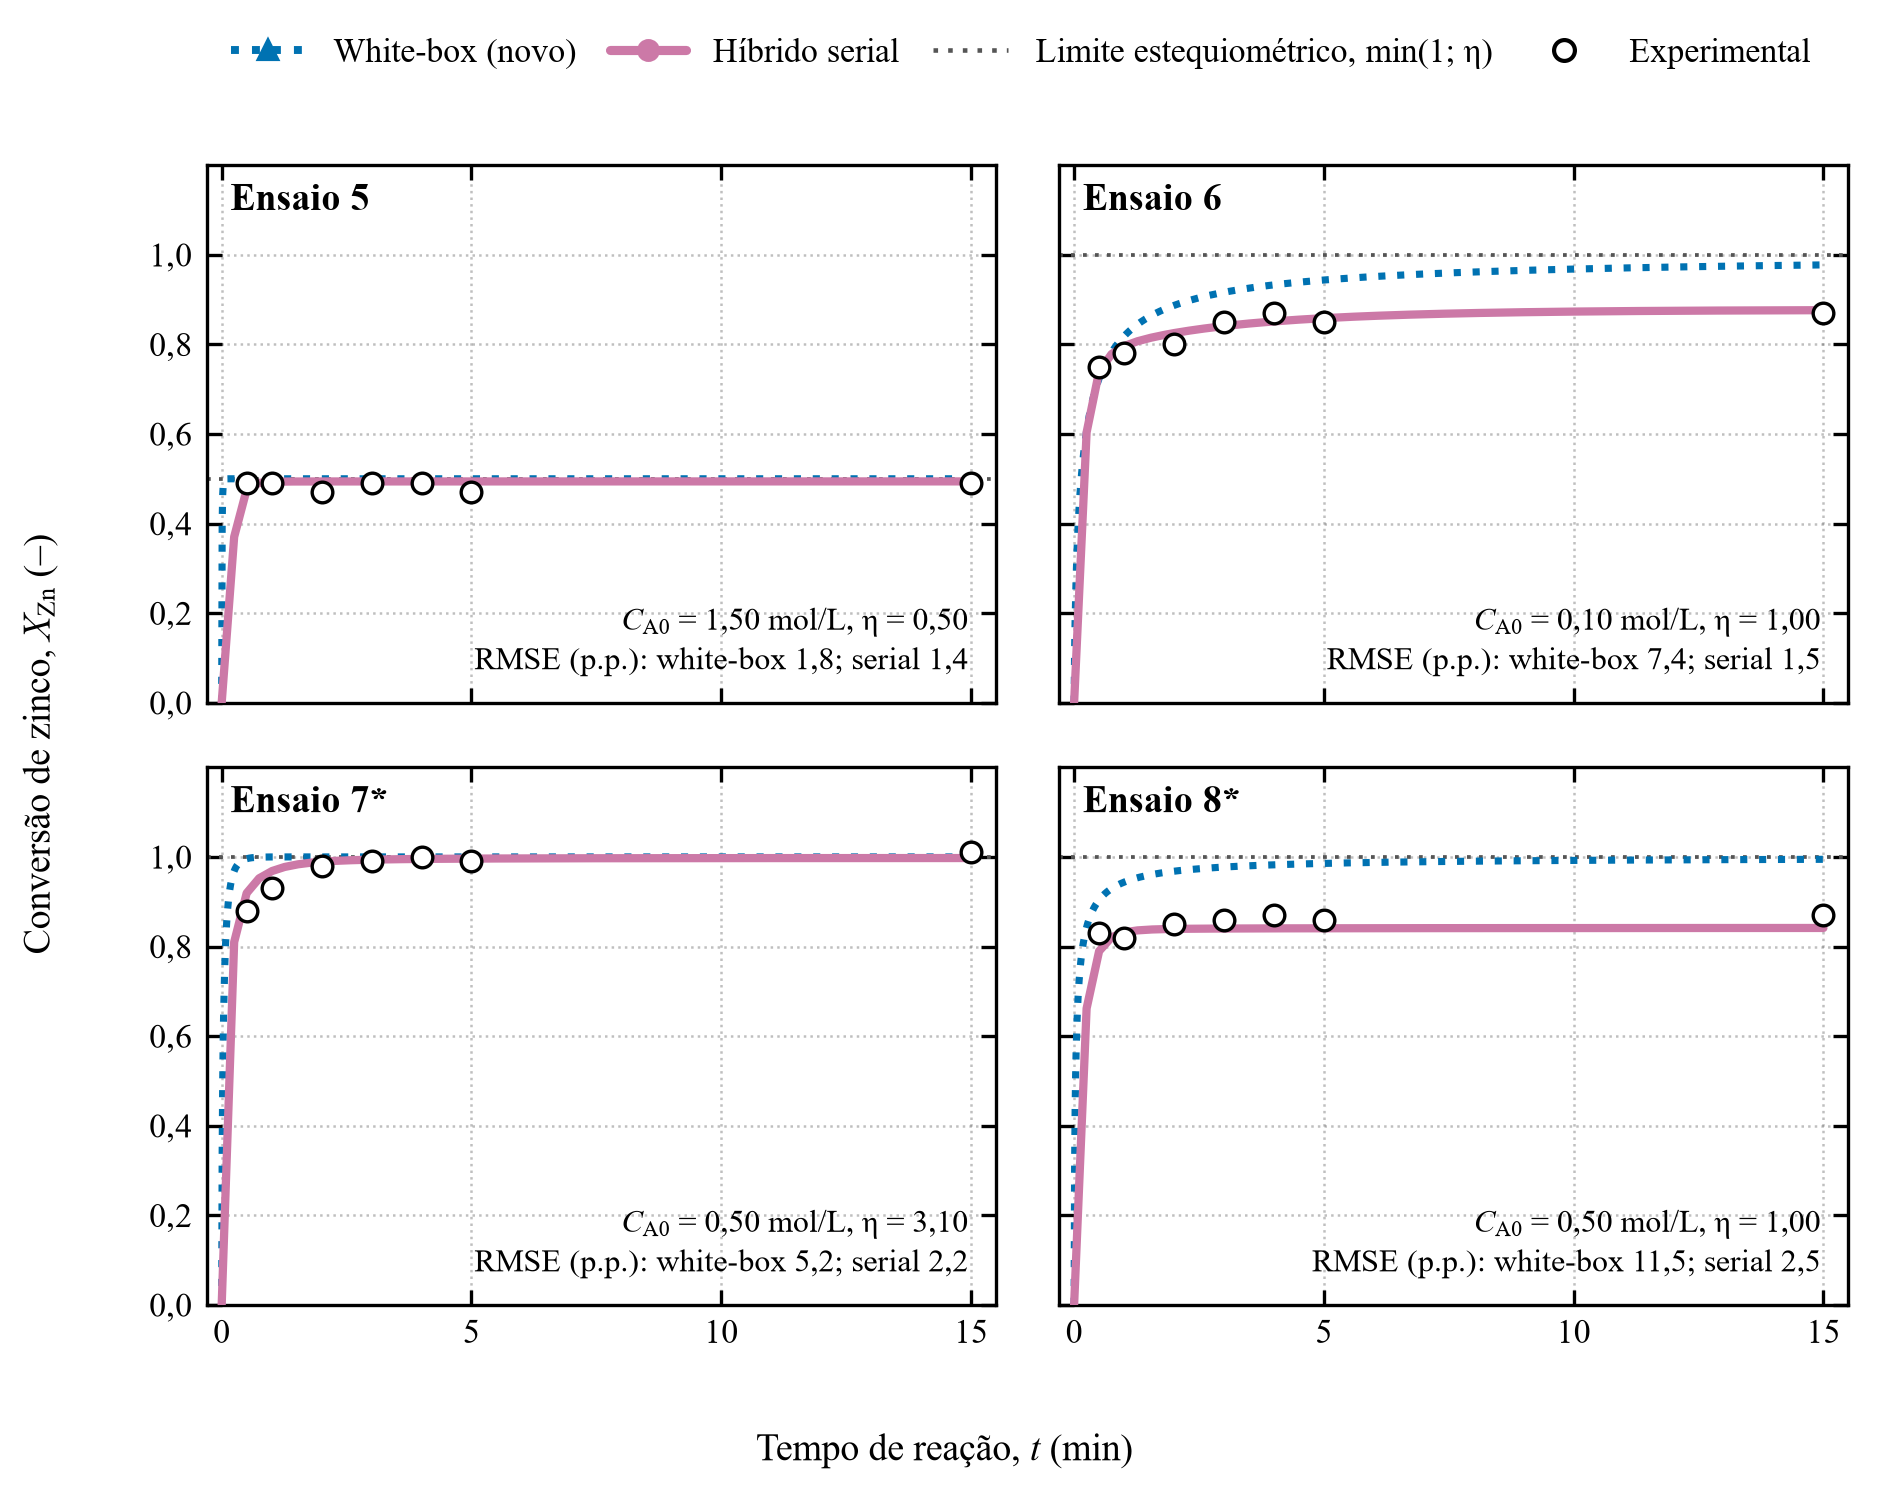 White-box (novo) Híbrido serial Limite estequiométrico, min(1; η) Experimental
Ensaio 5
1,0
0,8
0,6
0,4
0,2
0,0
C_A0 = 1,50 mol/L, η = 0,50
RMSE (p.p.): white-box 1,8; serial 1,4
Ensaio 6
C_A0 = 0,10 mol/L, η = 1,00
RMSE (p.p.): white-box 7,4; serial 1,5
Conversão de zinco, X_Zn (–)
Ensaio 7*
1,0
0,8
0,6
0,4
0,2
0,0
C_A0 = 0,50 mol/L, η = 3,10
RMSE (p.p.): white-box 5,2; serial 2,2
0 5 10 15
Ensaio 8*
C_A0 = 0,50 mol/L, η = 1,00
RMSE (p.p.): white-box 11,5; serial 2,5
0 5 10 15
Tempo de reação, t (min)